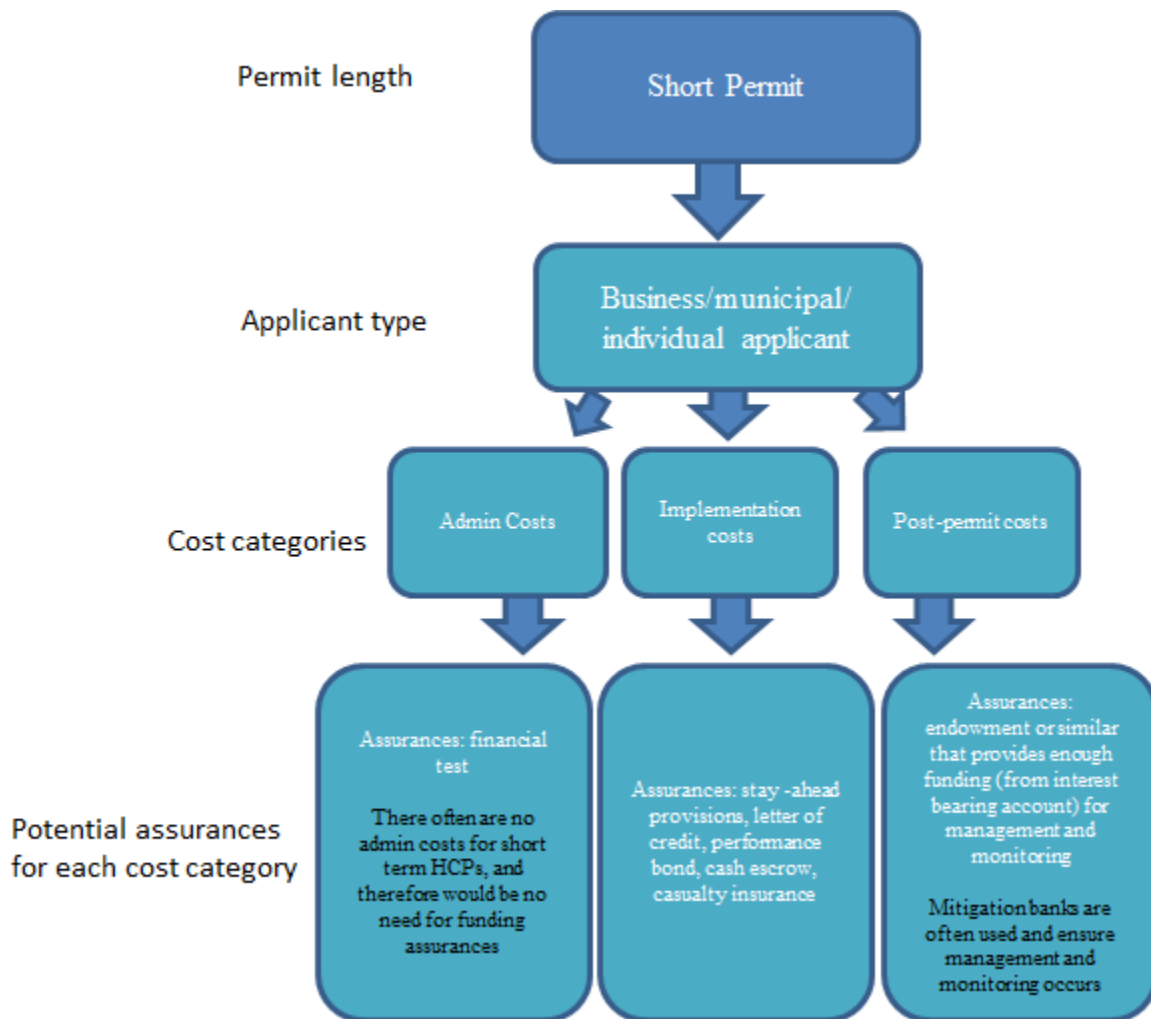 Permit length
Short Permit
Applicant type
Business/municipal/
individual applicant
Cost categories
Admin Costs
Implementation
costs
Post-permit costs
Potential assurances
for each cost category
Assurances: financial
test
There often are no
admin costs for short
term HCPs, and
therefore would be no
need for funding
assurances
Assurances: stay -ahead
provisions, letter of
credit, performance
bond, cash escrow,
casualty insurance
Assurances:
endowment or similar
that provides enough
funding (from interest
bearing account) for
management and
monitoring
Mitigation banks are
often used and ensure
management and
monitoring occurs